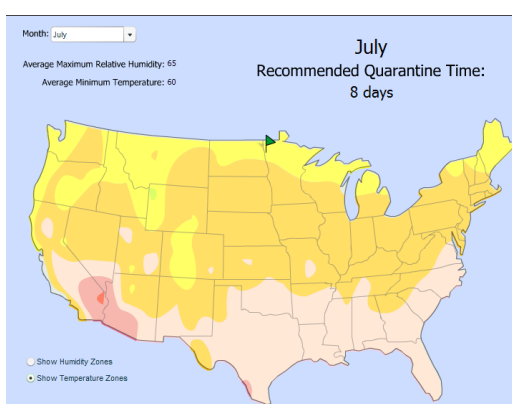 Month: July
July
Recommended Quarantine Time:
8 days
Average Maximum Relative Humidity: 65
Average Minimum Temperature: 60
Show Humidity Zones
Show Temperature Zones